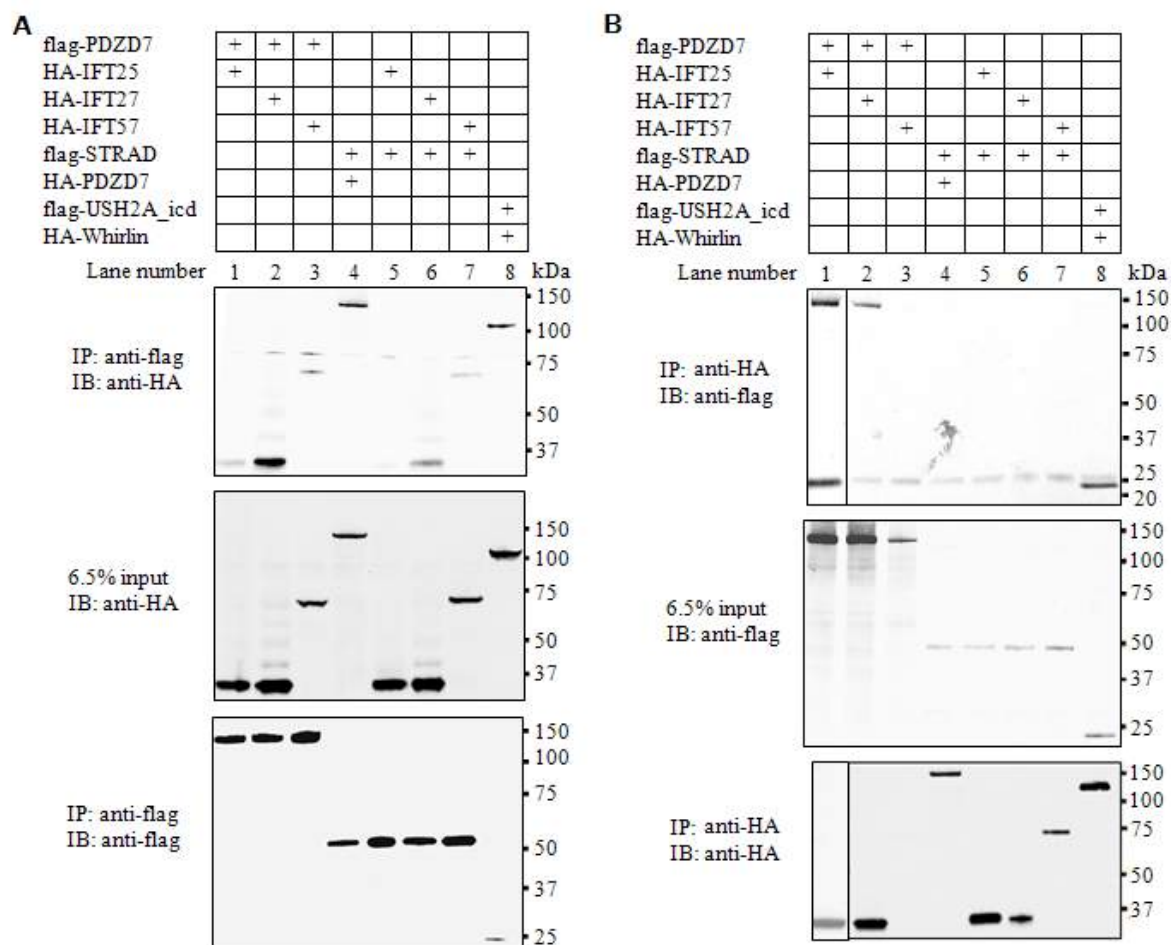 A
flag-PDZD7 + + +
HA-IFT25 + +
HA-IFT27 + +
HA-IFT57 + +
flag-STRAD + + + +
HA-PDZD7 +
flag-USH2A_icd +
HA-Whirlin +
Lane number 1 2 3 4 5 6 7 8 kDa
IP: anti-flag
IB: anti-HA
150
100
75
50
37
6.5% input
IB: anti-HA
150
100
75
50
37
IP: anti-flag
IB: anti-flag
150
100
75
50
37
25
B
flag-PDZD7 + + +
HA-IFT25 + +
HA-IFT27 + +
HA-IFT57 + +
flag-STRAD + + + +
HA-PDZD7 +
flag-USH2A_icd +
HA-Whirlin +
Lane number 1 2 3 4 5 6 7 8 kDa
IP: anti-HA
IB: anti-flag
150
100
75
50
37
25
20
6.5% input
IB: anti-flag
150
100
75
50
37
25
IP: anti-HA
IB: anti-HA
150
100
75
50
37